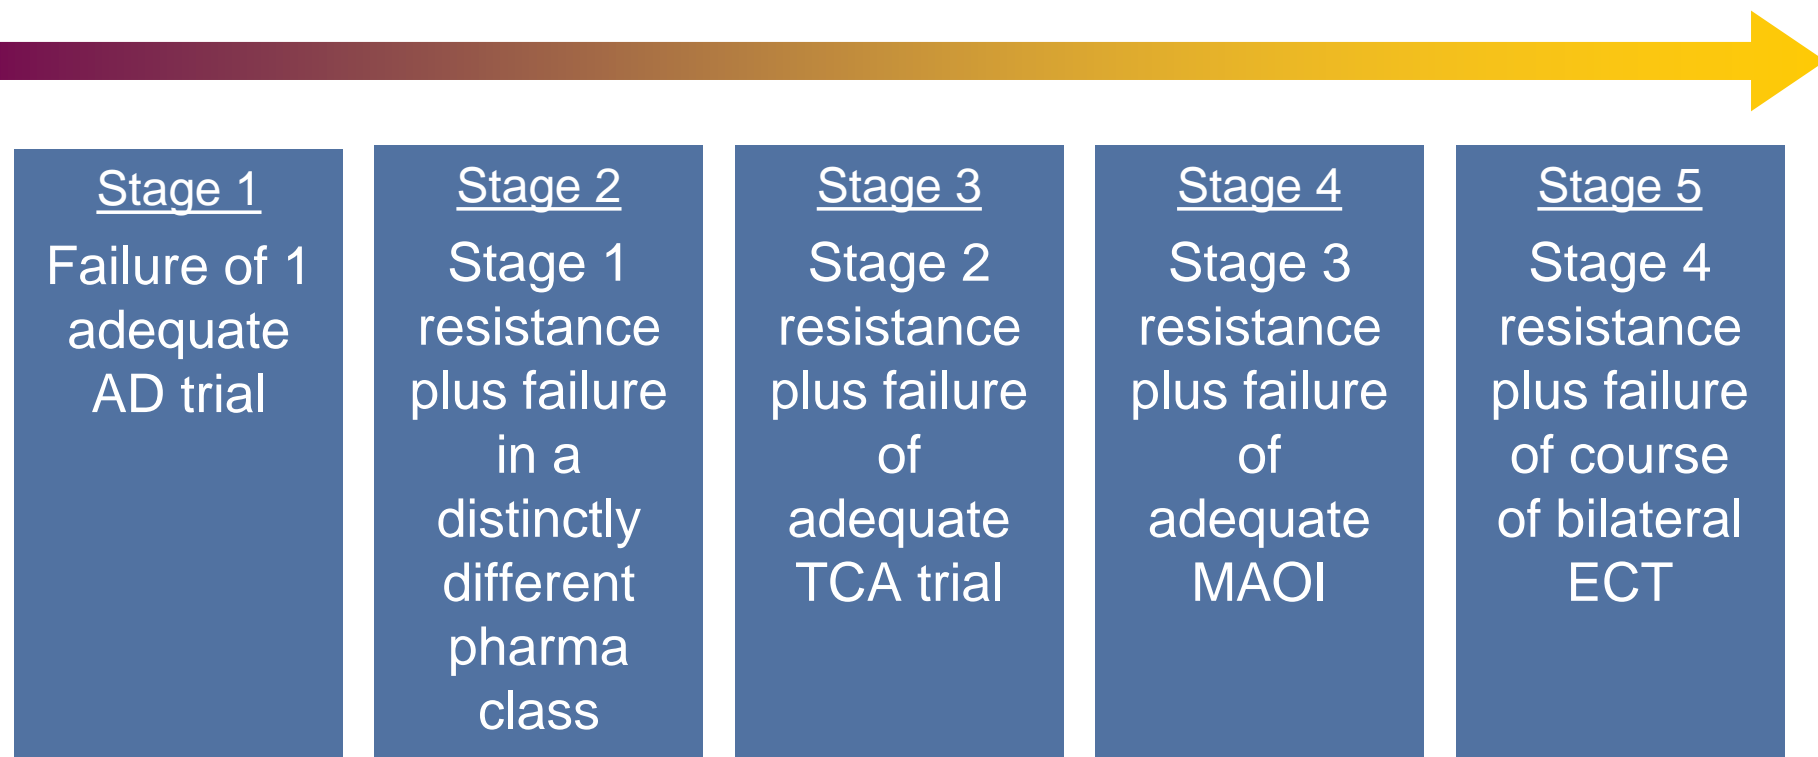 Stage 1
Failure of 1
adequate
AD trial
Stage 2
Stage 1
resistance
plus failure
in a
distinctly
different
pharma
class
Stage 3
Stage 2
resistance
plus failure
of
adequate
TCA trial
Stage 4
Stage 3
resistance
plus failure
of
adequate
MAOI
Stage 5
Stage 4
resistance
plus failure
of course
of bilateral
ECT